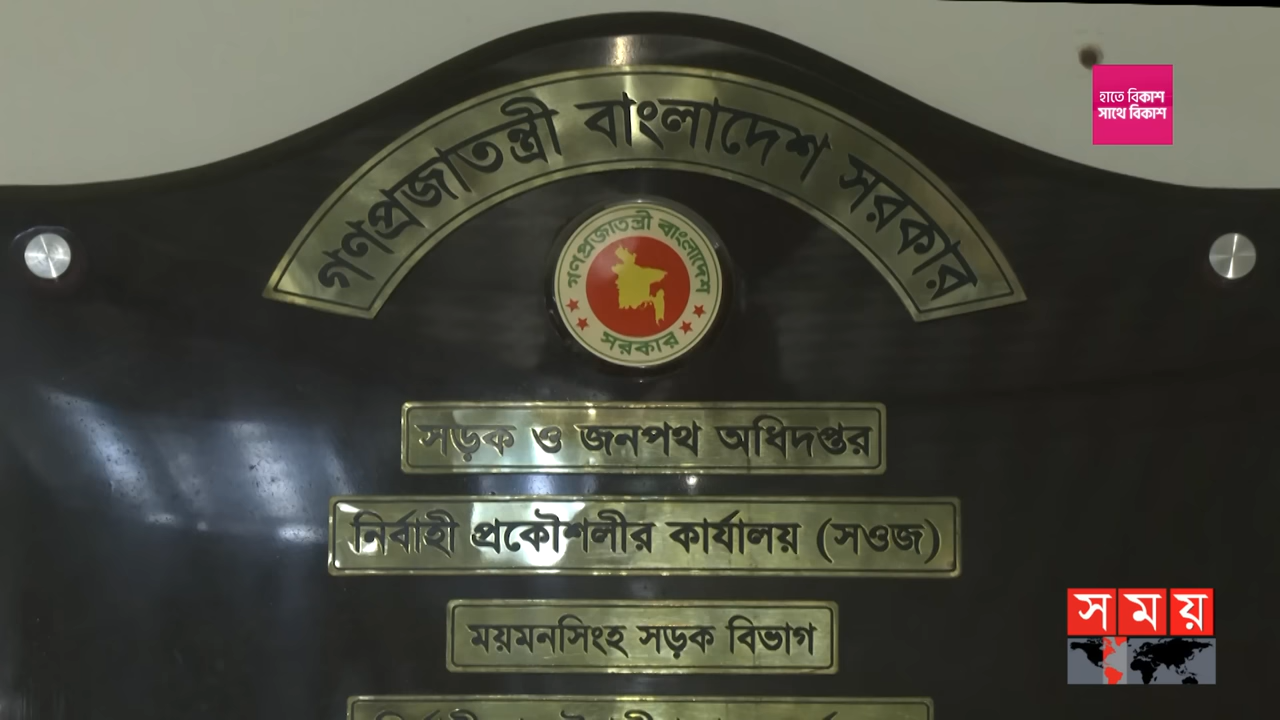 গণপ্রজাতন্ত্রী বাংলাদেশ সরকার
হাতে বিকাশ
সাথে বিকাশ
গণপ্রজাতন্ত্রী বাংলাদেশ
সরকার
সড়ক ও জনপথ অধিদপ্তর
নির্বাহী প্রকৌশলীর কার্যালয় (সওজ)
ময়মনসিংহ সড়ক বিভাগ
সময়